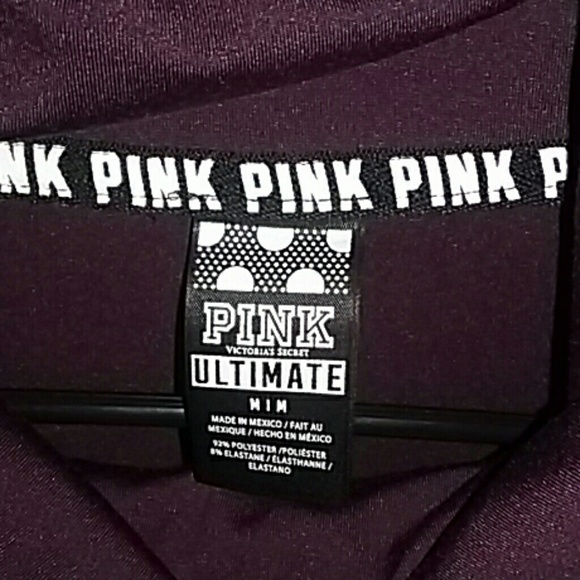 NK PINK PINK PINK P
PINK
VICTORIA'S SECRET
ULTIMATE
M | M
MADE IN MEXICO / FAIT AU
MEXIQUE / HECHO EN MÉXICO
92% POLYESTER / POLIÉSTER
8% ELASTANE / ÉLASTHANNE /
ELASTANO